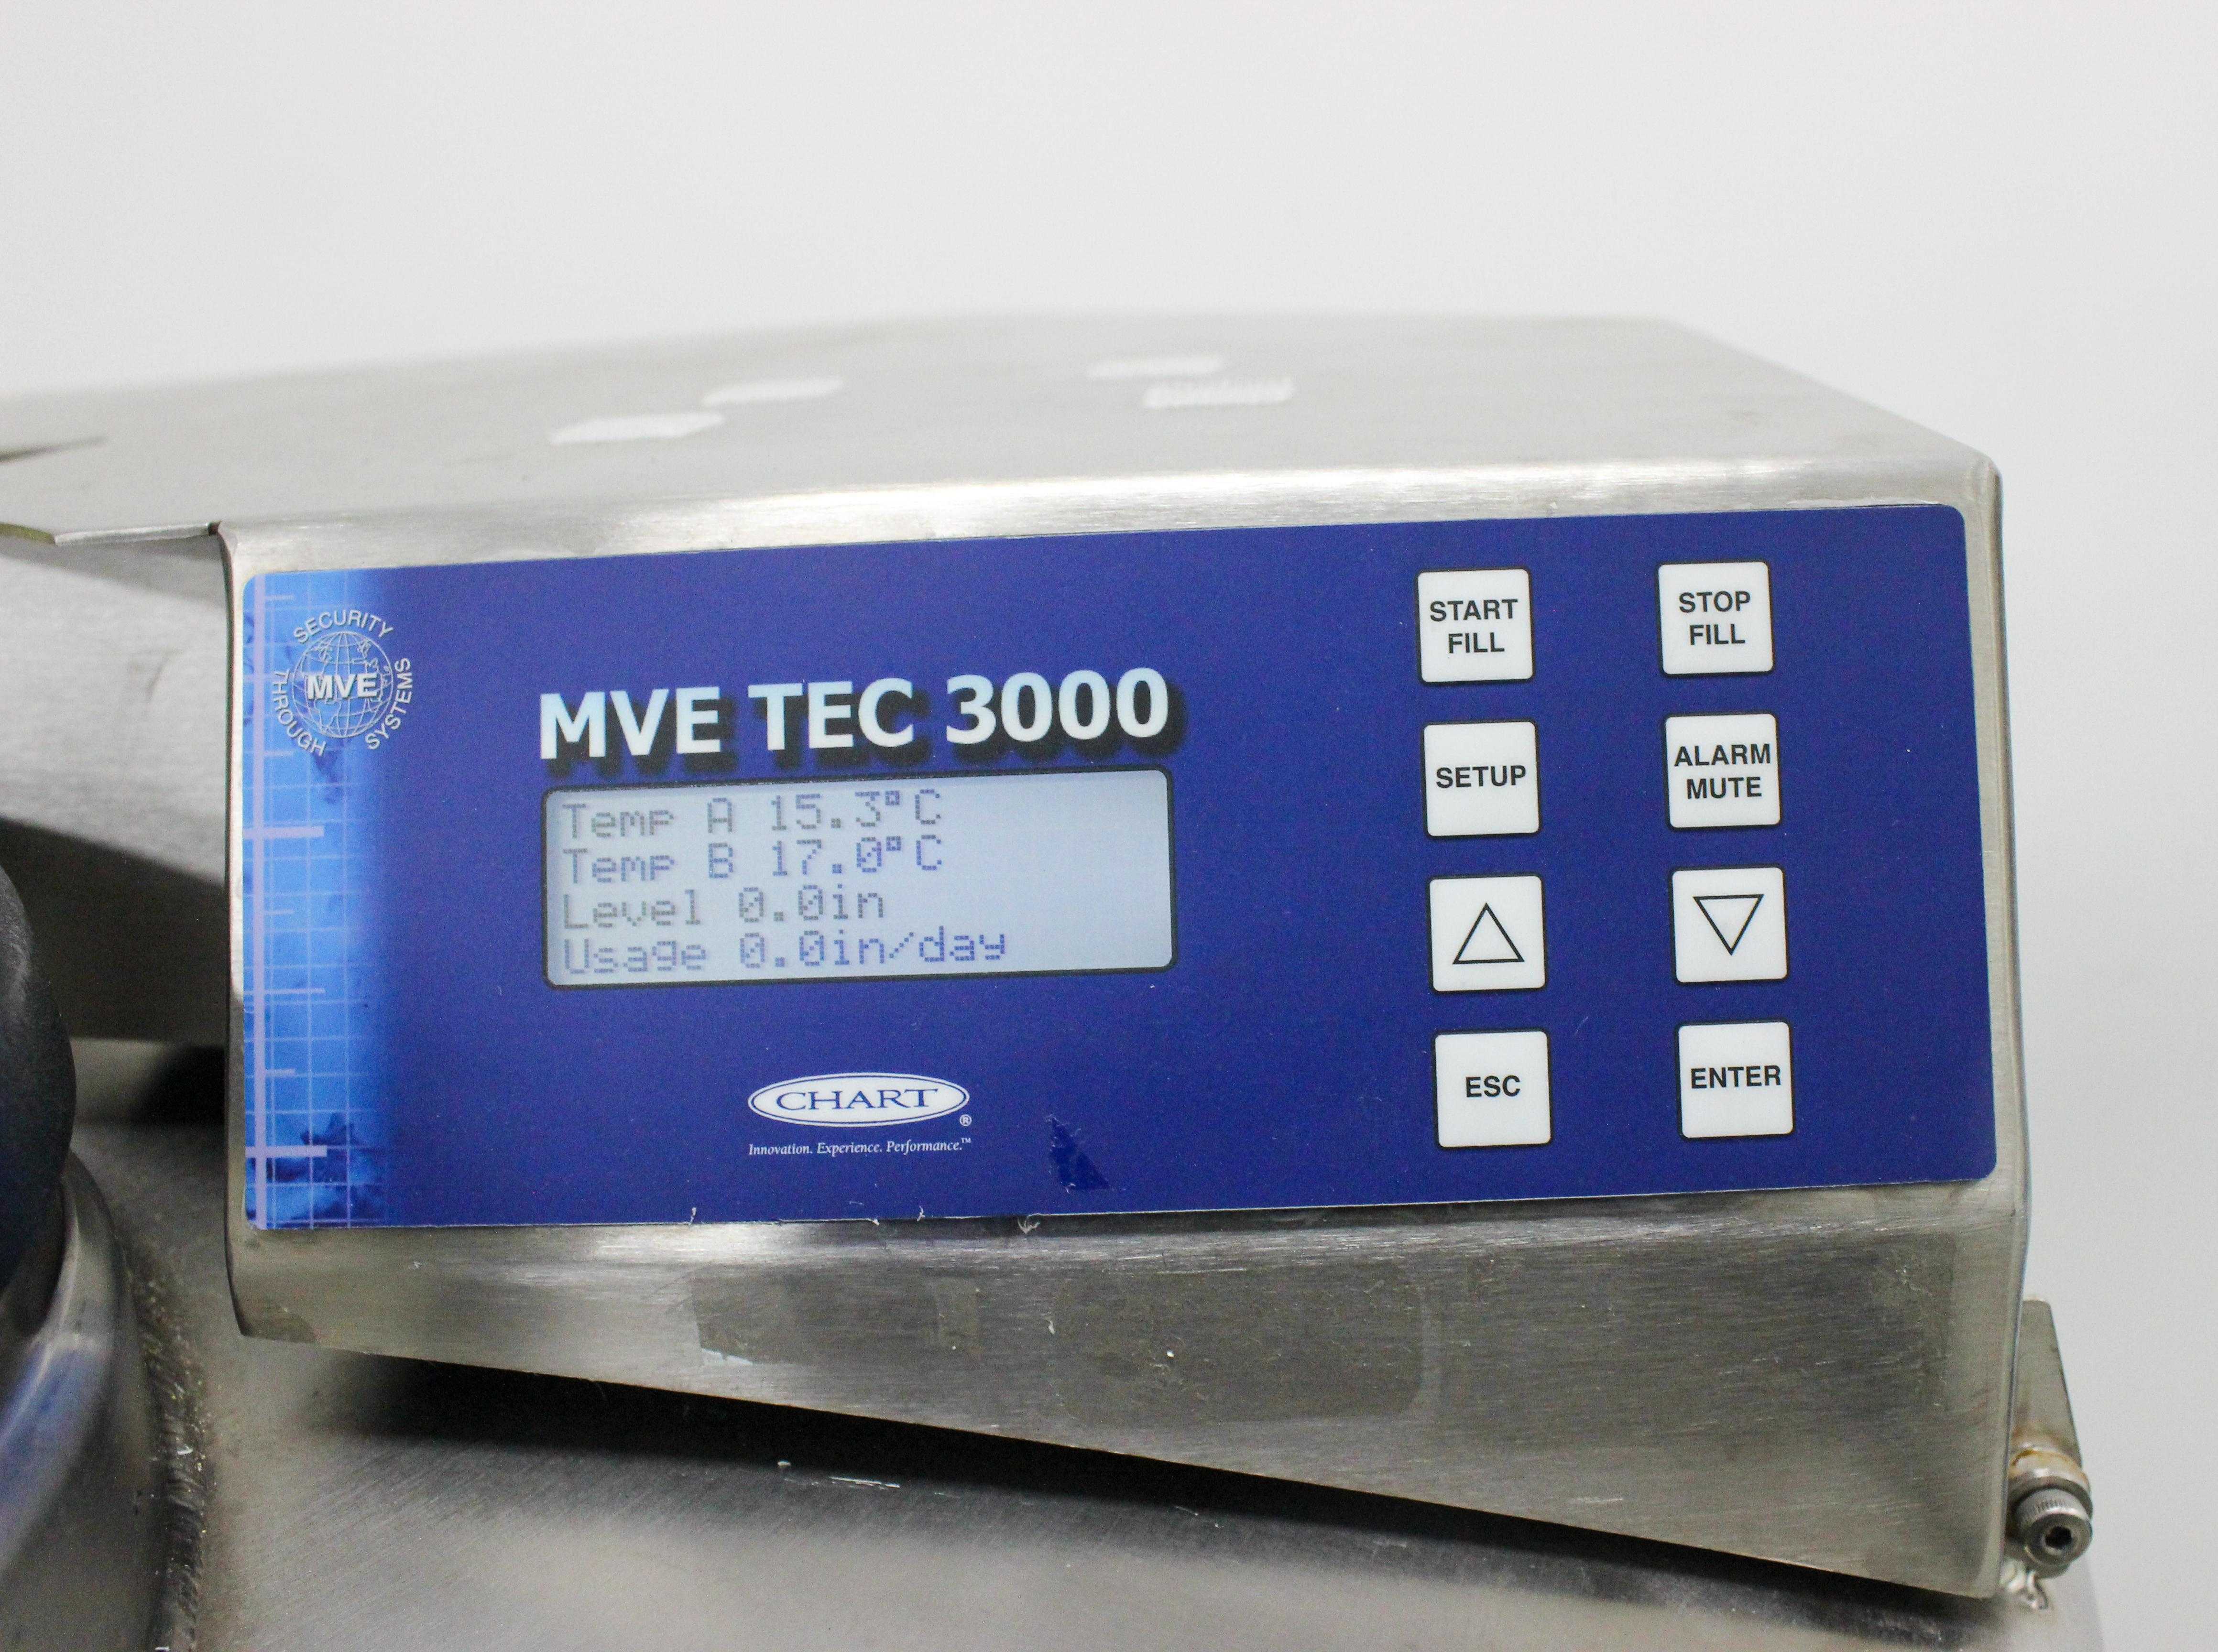 SECURITY
THROUGH
SYSTEMS
MVE
MVE TEC 3000
Temp A 15.3°C
Temp B 17.0°C
Level 0.0in
Usage 0.0in/day
CHART®
Innovation. Experience. Performance.™
START
FILL
STOP
FILL
SETUP
ALARM
MUTE
ESC
ENTER